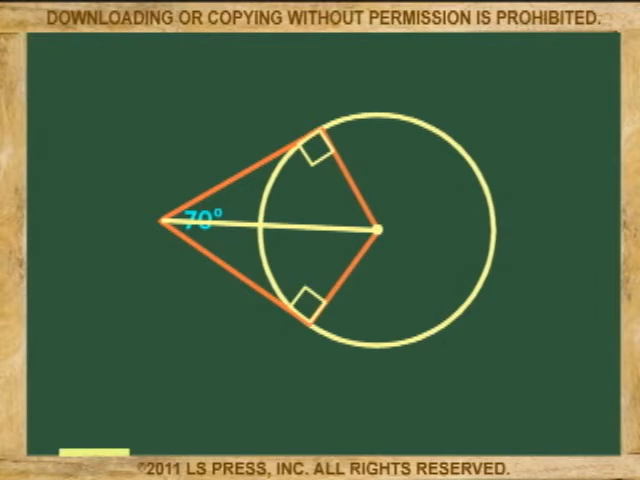 DOWNLOADING OR COPYING WITHOUT PERMISSION IS PROHIBITED.
70°
©2011 LS PRESS, INC. ALL RIGHTS RESERVED.